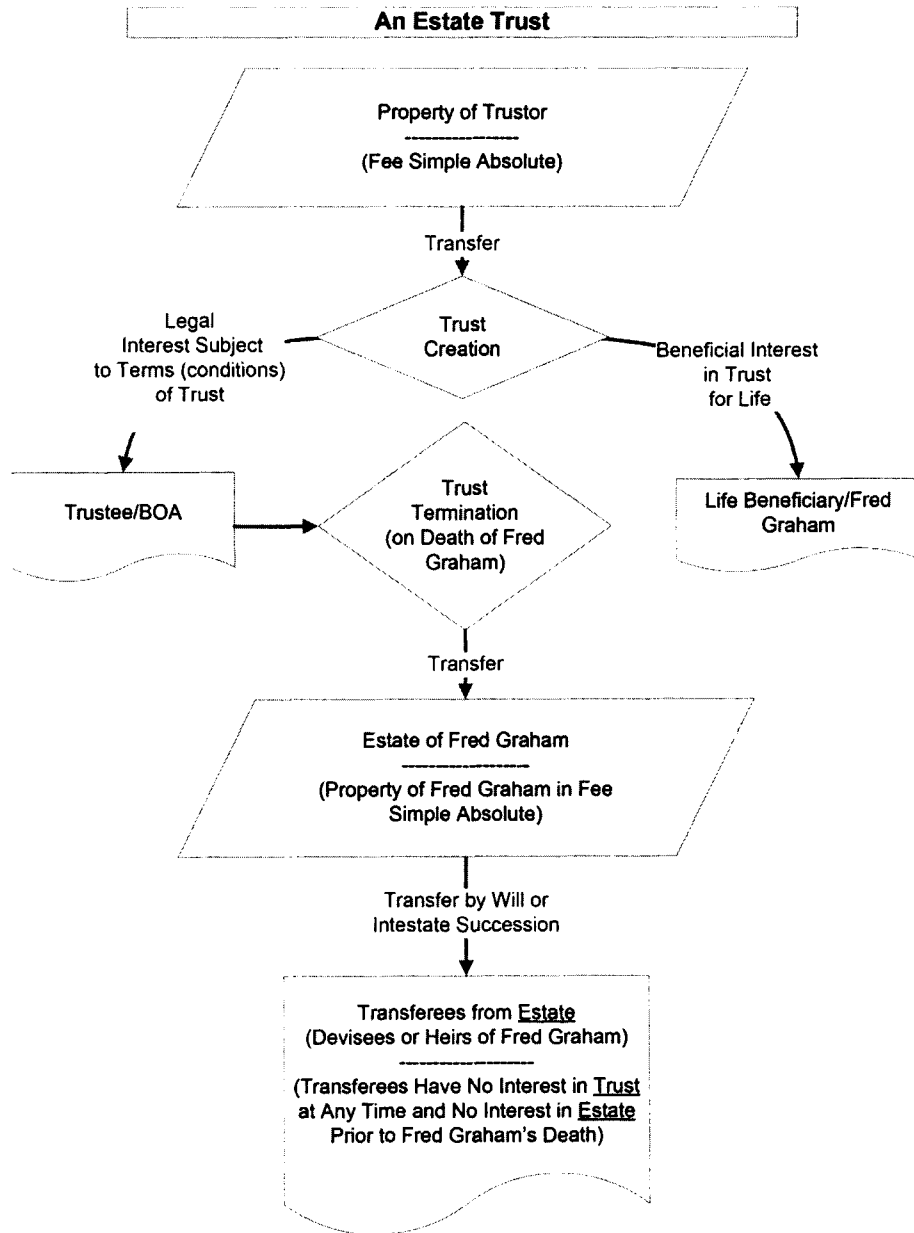 An Estate Trust
Property of Trustor
--------------------
(Fee Simple Absolute)
Transfer
Trust
Creation
Legal
Interest Subject
to Terms (conditions)
of Trust
Beneficial Interest
in Trust
for Life
Trustee/BOA
Trust
Termination
(on Death of Fred
Graham)
Life Beneficiary/Fred
Graham
Transfer
Estate of Fred Graham
--------------------
(Property of Fred Graham in Fee
Simple Absolute)
Transfer by Will or
Intestate Succession
Transferees from Estate
(Devisees or Heirs of Fred Graham)
--------------------
(Transferees Have No Interest in Trust
at Any Time and No Interest in Estate
Prior to Fred Graham's Death)